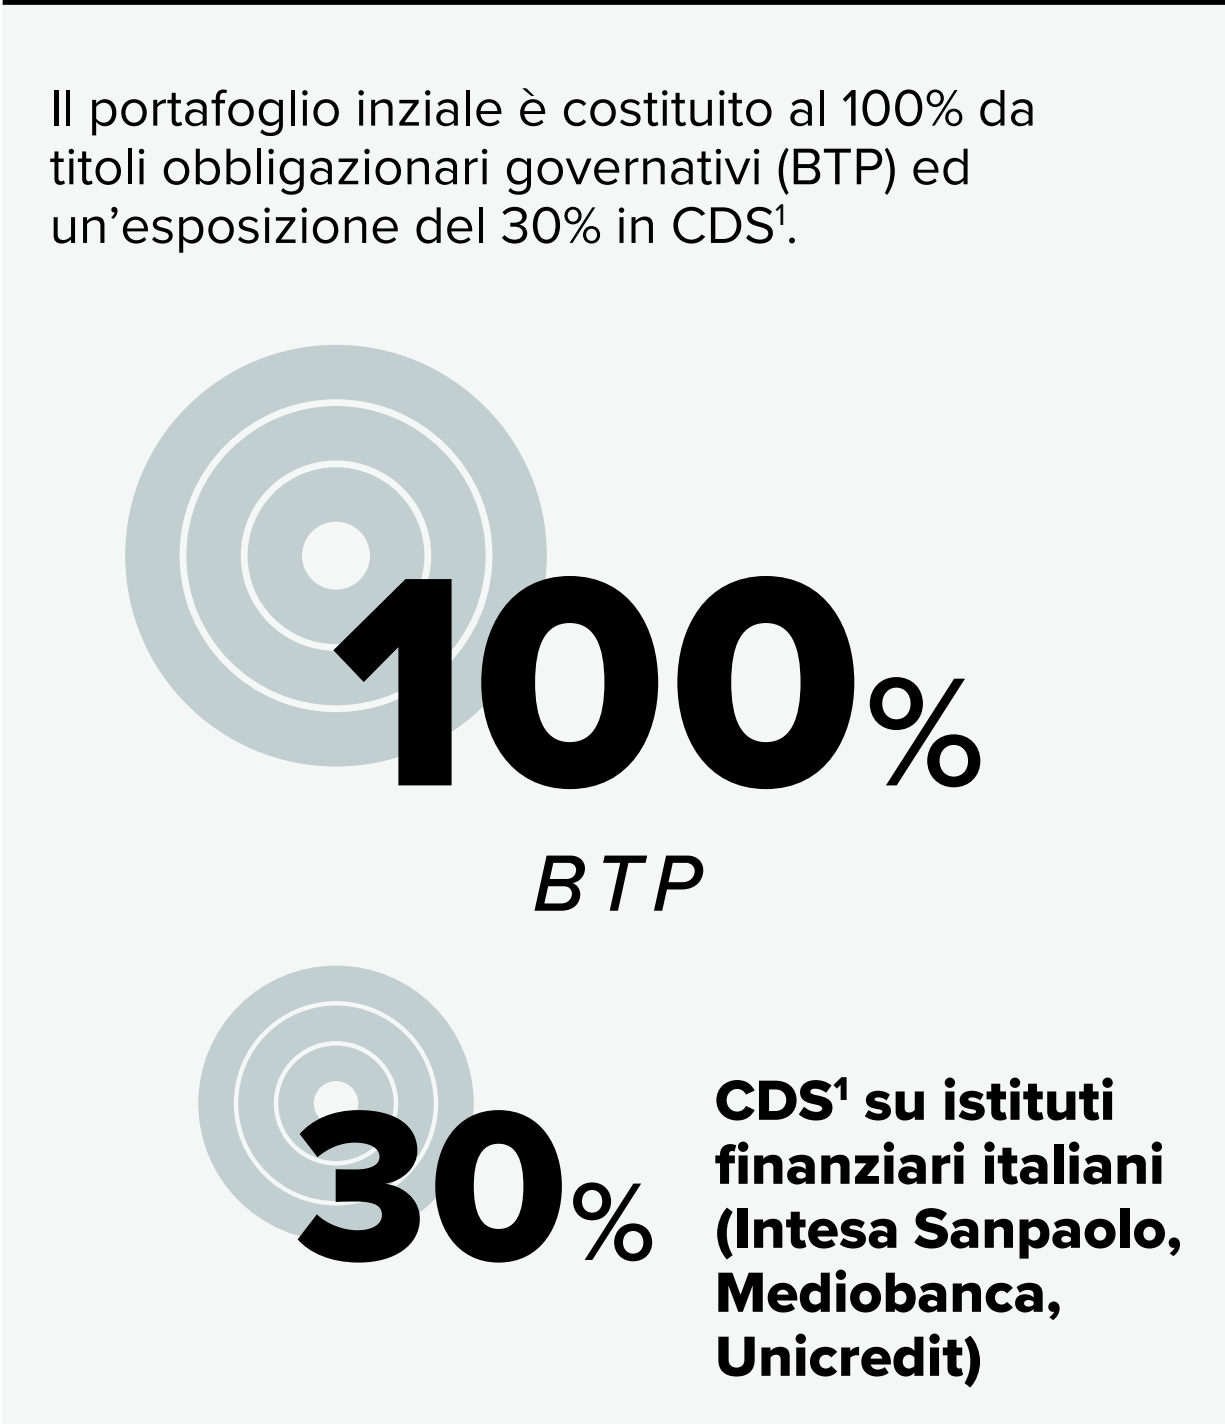 Il portafoglio inziale è costituito al 100% da
titoli obbligazionari governativi (BTP) ed
un’esposizione del 30% in CDS¹.
100%
BTP
30%
CDS¹ su istituti
finanziari italiani
(Intesa Sanpaolo,
Mediobanca,
Unicredit)